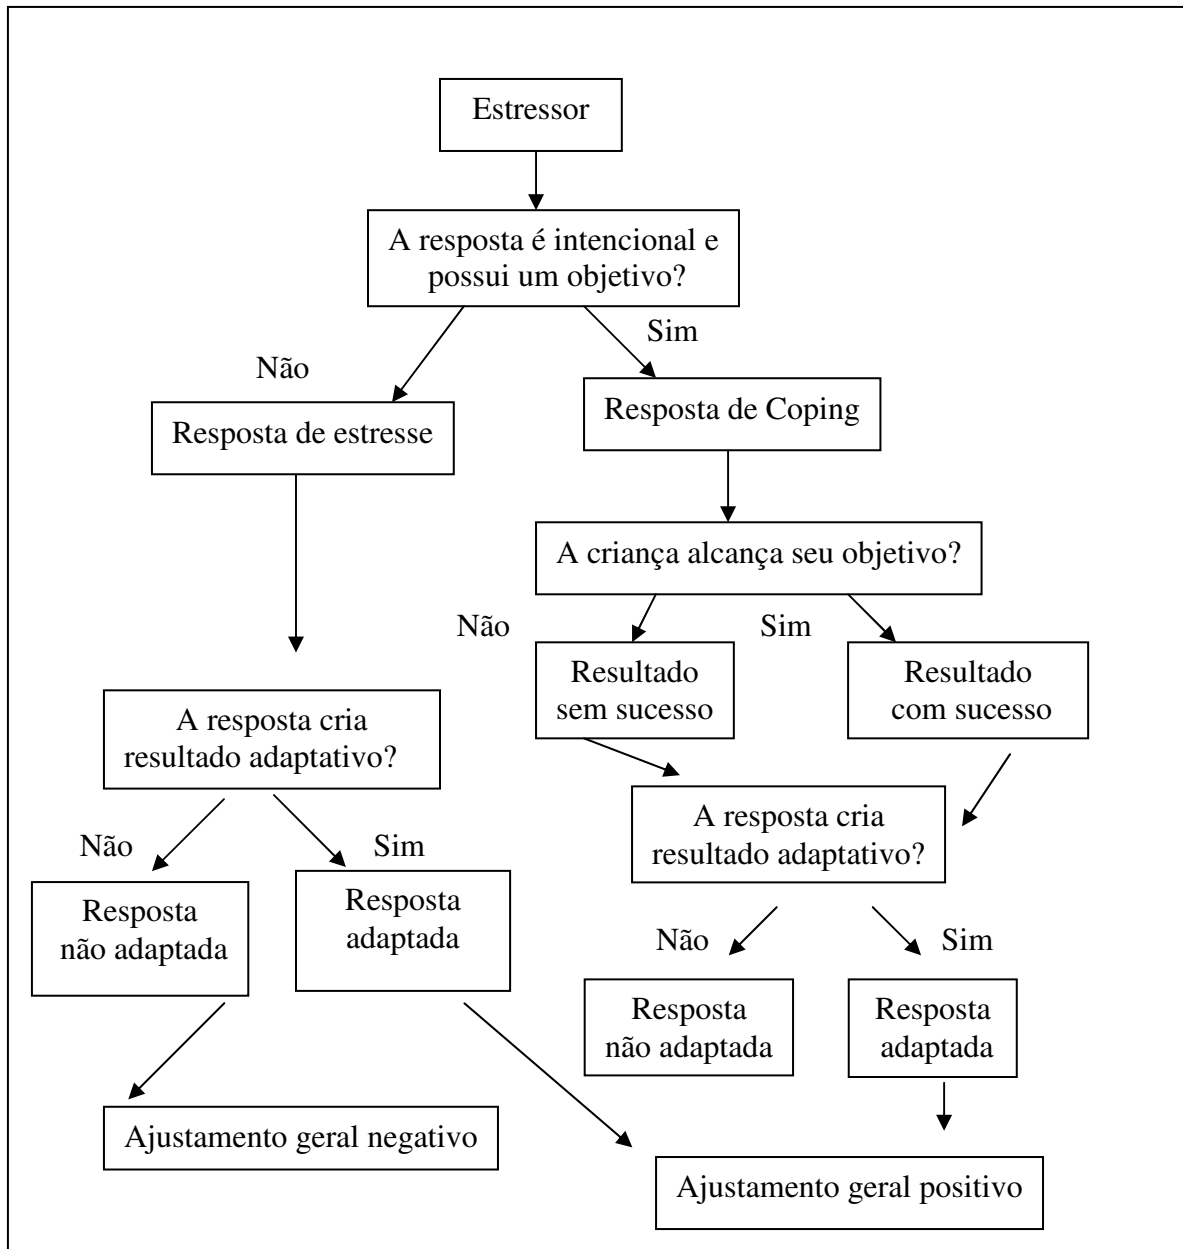 Estressor
A resposta é intencional e
possui um objetivo?
Sim
Não
Resposta de Coping
Resposta de estresse
A criança alcança seu objetivo?
Não
Sim
Resultado
sem sucesso
Resultado
com sucesso
A resposta cria
resultado adaptativo?
A resposta cria
resultado adaptativo?
Não
Sim
Resposta
não adaptada
Resposta
adaptada
Não
Sim
Resposta
não adaptada
Resposta
adaptada
Ajustamento geral negativo
Ajustamento geral positivo